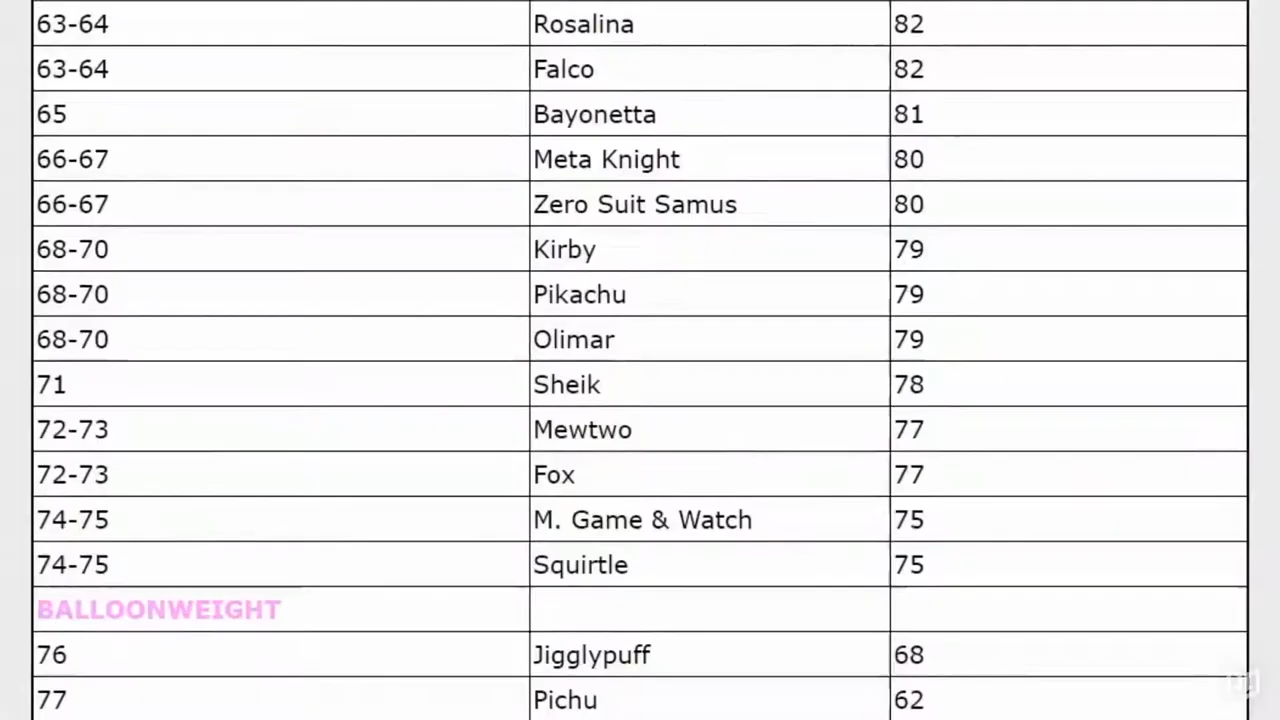 63-64 Rosalina 82
63-64 Falco 82
65 Bayonetta 81
66-67 Meta Knight 80
66-67 Zero Suit Samus 80
68-70 Kirby 79
68-70 Pikachu 79
68-70 Olimar 79
71 Sheik 78
72-73 Mewtwo 77
72-73 Fox 77
74-75 M. Game & Watch 75
74-75 Squirtle 75
BALLOONWEIGHT
76 Jigglypuff 68
77 Pichu 62